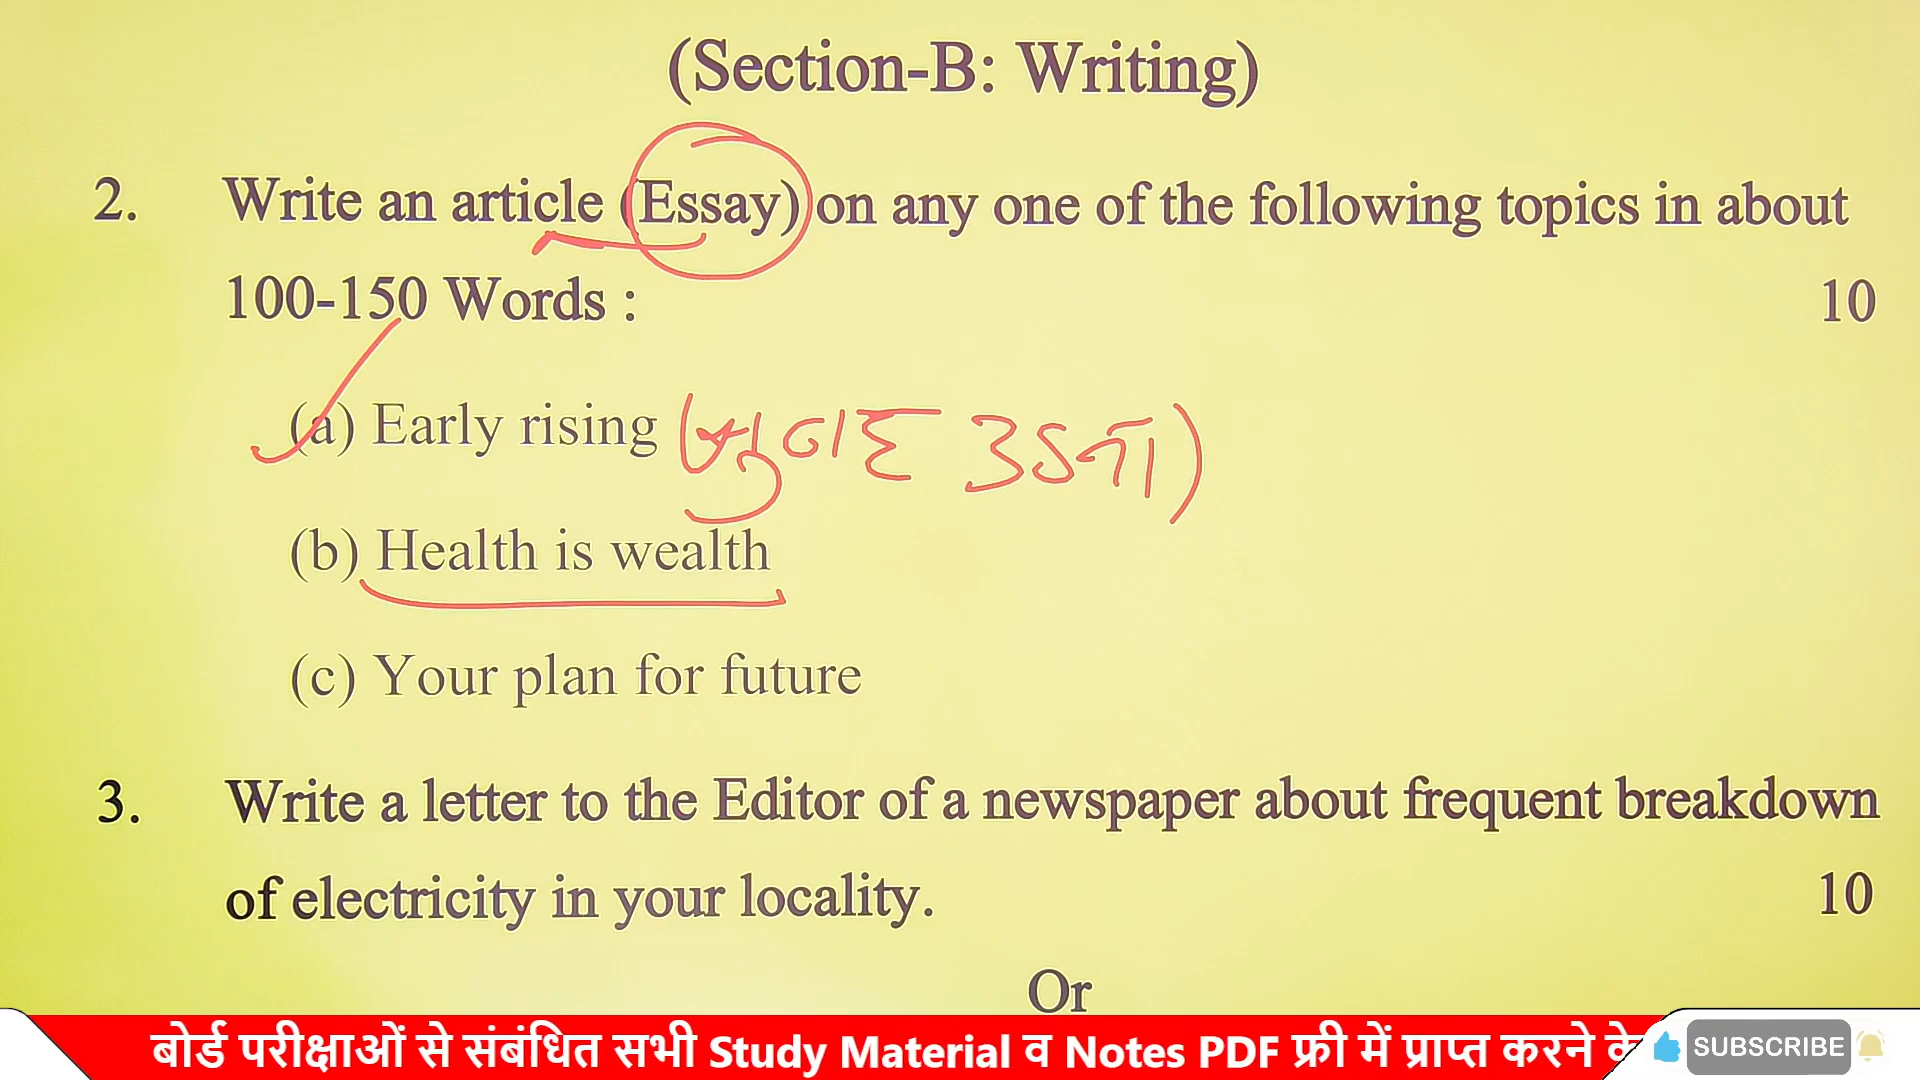 (Section-B: Writing)
2. Write an article (Essay) on any one of the following topics in about
100-150 Words : 10
(a) Early rising (सुबह उठना)
(b) Health is wealth
(c) Your plan for future
3. Write a letter to the Editor of a newspaper about frequent breakdown
of electricity in your locality. 10
Or
बोर्ड परीक्षाओं से संबंधित सभी Study Material व Notes PDF फ्री में प्राप्त करने के
SUBSCRIBE